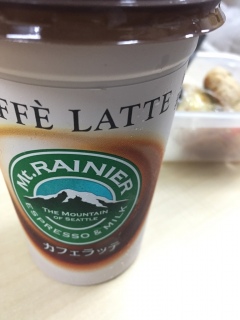 FFÈ LATTE
Mt. RAINIER
THE MOUNTAIN
OF SEATTLE
ESPRESSO & MILK
カフェラッテ